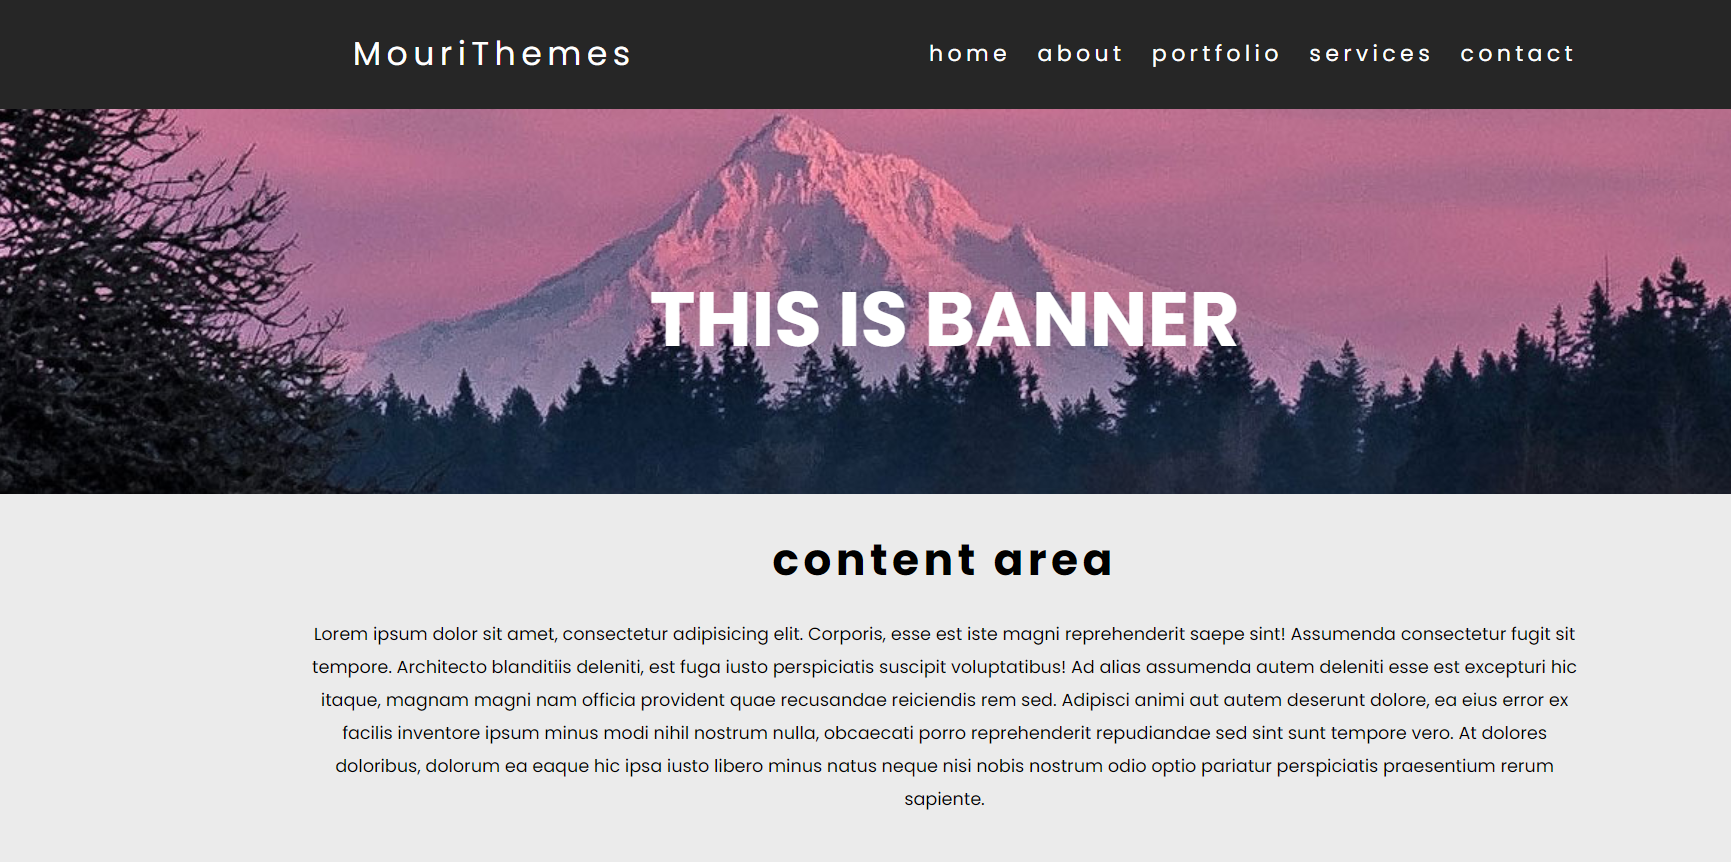 MouriThemes
home about portfolio services contact
THIS IS BANNER
content area
Lorem ipsum dolor sit amet, consectetur adipisicing elit. Corporis, esse est iste magni reprehenderit saepe sint! Assumenda consectetur fugit sit
tempore. Architecto blanditiis deleniti, est fuga iusto perspiciatis suscipit voluptatibus! Ad alias assumenda autem deleniti esse est excepturi hic
itaque, magnam magni nam officia provident quae recusandae reiciendis rem sed. Adipisci animi aut autem deserunt dolore, ea eius error ex
facilis inventore ipsum minus modi nihil nostrum nulla, obcaecati porro reprehenderit repudiandae sed sint sunt tempore vero. At dolores
doloribus, dolorum ea eaque hic ipsa iusto libero minus natus neque nisi nobis nostrum odio optio pariatur perspiciatis praesentium rerum
sapiente.